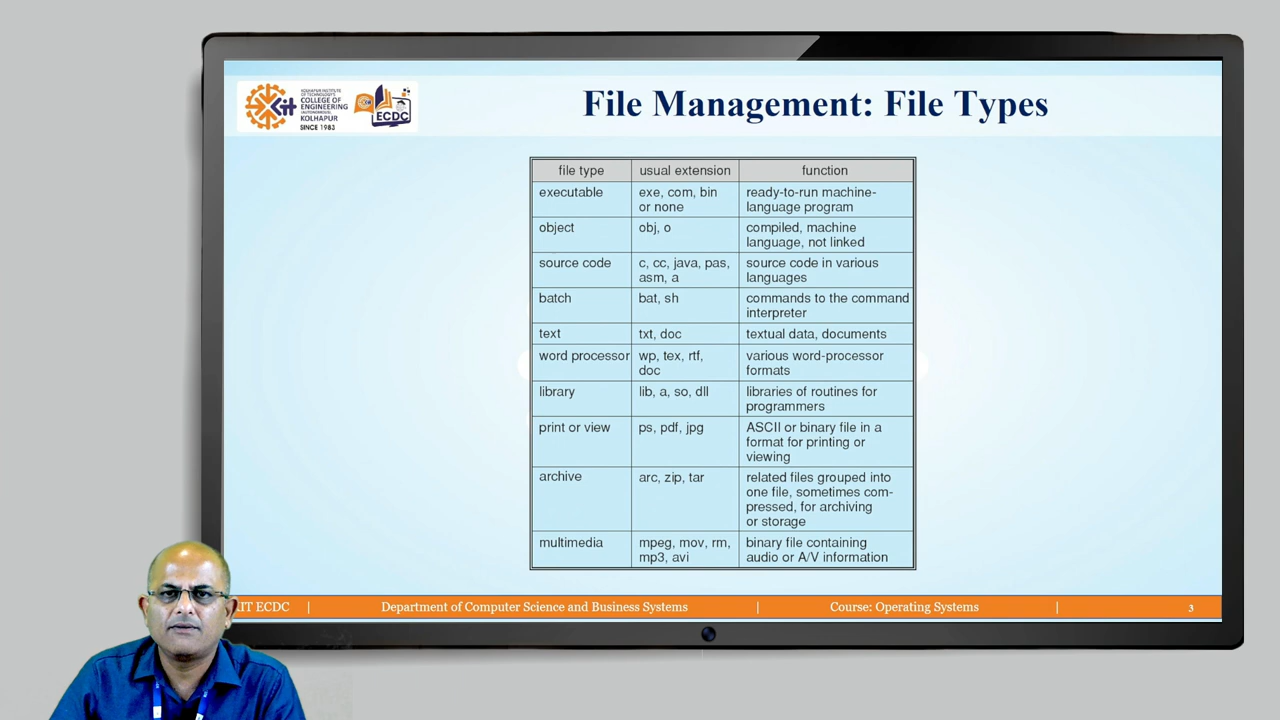 Kit
KOLHAPUR INSTITUTE
OF TECHNOLOGY'S
COLLEGE OF
ENGINEERING
(AUTONOMOUS),
KOLHAPUR
SINCE 1983
ECDC
File Management: File Types
file type usual extension function
executable exe, com, bin ready-to-run machine-
or none language program
object obj, o compiled, machine
language, not linked
source code c, cc, java, pas, source code in various
asm, a languages
batch bat, sh commands to the command
interpreter
text txt, doc textual data, documents
word processor wp, tex, rtf, various word-processor
doc formats
library lib, a, so, dll libraries of routines for
programmers
print or view ps, pdf, jpg ASCII or binary file in a
format for printing or
viewing
archive arc, zip, tar related files grouped into
one file, sometimes com-
pressed, for archiving
or storage
multimedia mpeg, mov, rm, binary file containing
mp3, avi audio or A/V information
KIT ECDC | Department of Computer Science and Business Systems | Course: Operating Systems | 3